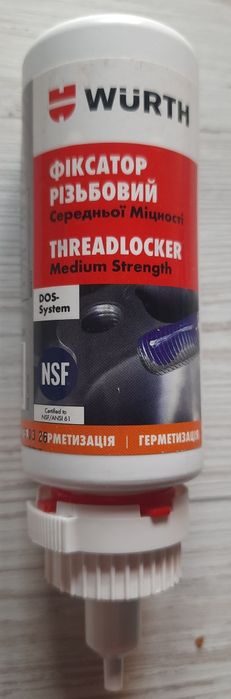 WÜRTH
ФІКСАТОР
РІЗЬБОВИЙ
Середньої Міцності
THREADLOCKER
Medium Strength
DOS-
System
NSF
Certified to
NSF/ANSI 61
ГЕРМЕТИЗАЦІЯ | ГЕРМЕТИЗАЦІЯ